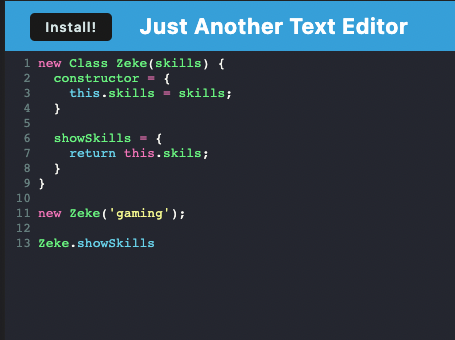 Install!
Just Another Text Editor
1 new Class Zeke(skills) {
2   constructor = {
3     this.skills = skills;
4   }
5
6   showSkills = {
7     return this.skils;
8   }
9 }
10
11 new Zeke('gaming');
12
13 Zeke.showSkills